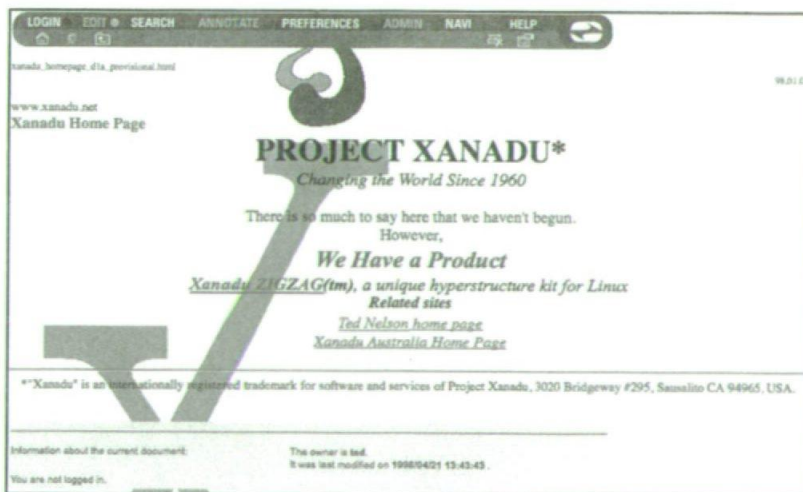 LOGIN EDIT SEARCH ANNOTATE PREFERENCES ADMIN NAVI HELP
xanadu_homepage_d1a_provisional.html
98.01.
www.xanadu.net
Xanadu Home Page
PROJECT XANADU*
Changing the World Since 1960
There is so much to say here that we haven't begun.
However,
We Have a Product
Xanadu ZIGZAG(tm), a unique hyperstructure kit for Linux
Related sites
Ted Nelson home page
Xanadu Australia Home Page
*"Xanadu" is an internationally registered trademark for software and services of Project Xanadu, 3020 Bridgeway #295, Sausalito CA 94965, USA.
Information about the current document:
The owner is ted.
It was last modified on 1998/04/21 13:43:43 .
You are not logged in.